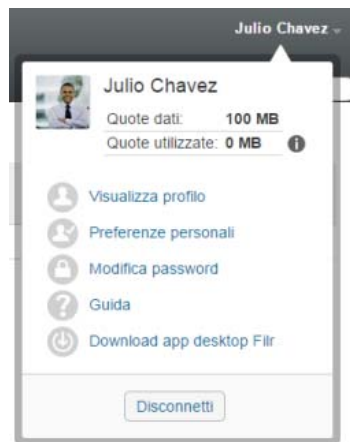 Julio Chavez
Julio Chavez
Quote dati: 100 MB
Quote utilizzate: 0 MB
Visualizza profilo
Preferenze personali
Modifica password
Guida
Download app desktop Filr
Disconnetti